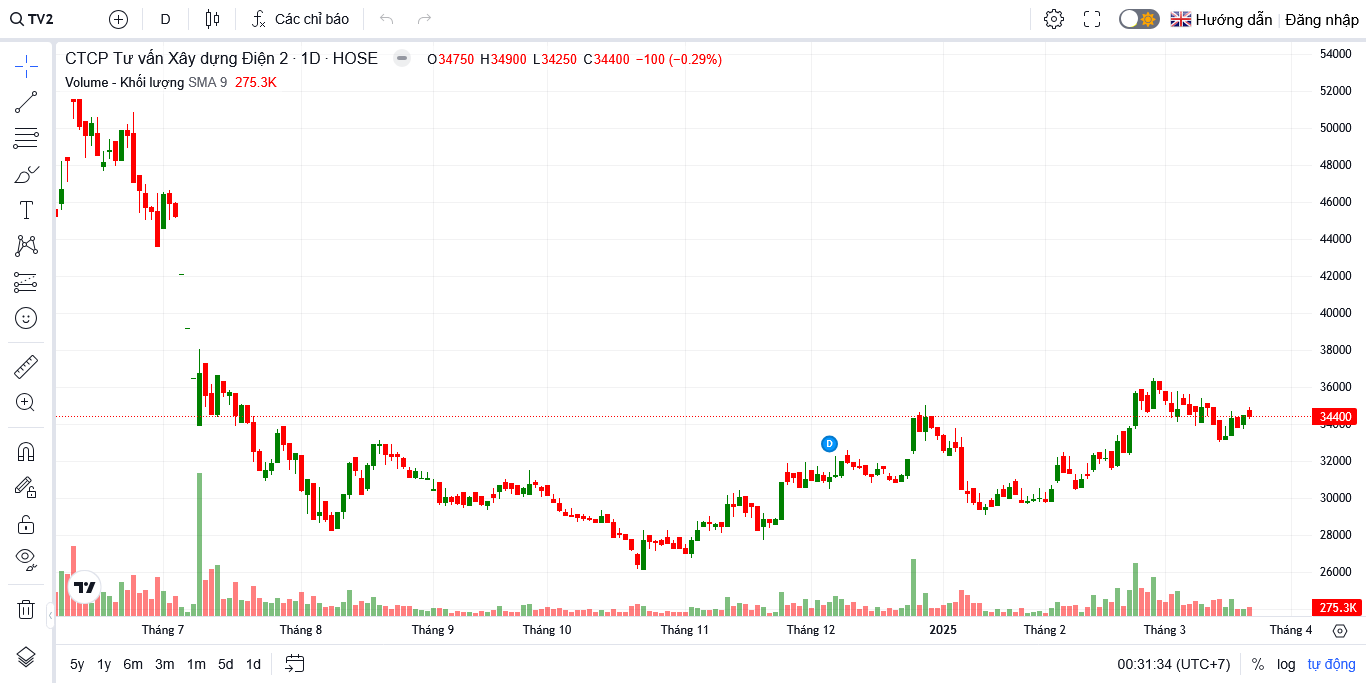 TV2 D Các chỉ báo Hướng dẫn Đăng nhập
CTCP Tư vấn Xây dựng Điện 2 · 1D · HOSE O34750 H34900 L34250 C34400 −100 (−0.29%)
Volume - Khối lượng SMA 9 275.3K
54000
52000
50000
48000
46000
44000
42000
40000
38000
36000
34400
34000
D
32000
30000
28000
26000
275.3K
Tháng 7 Tháng 8 Tháng 9 Tháng 10 Tháng 11 Tháng 12 2025 Tháng 2 Tháng 3 Tháng 4
5y 1y 6m 3m 1m 5d 1d 00:31:34 (UTC+7) % log tự động